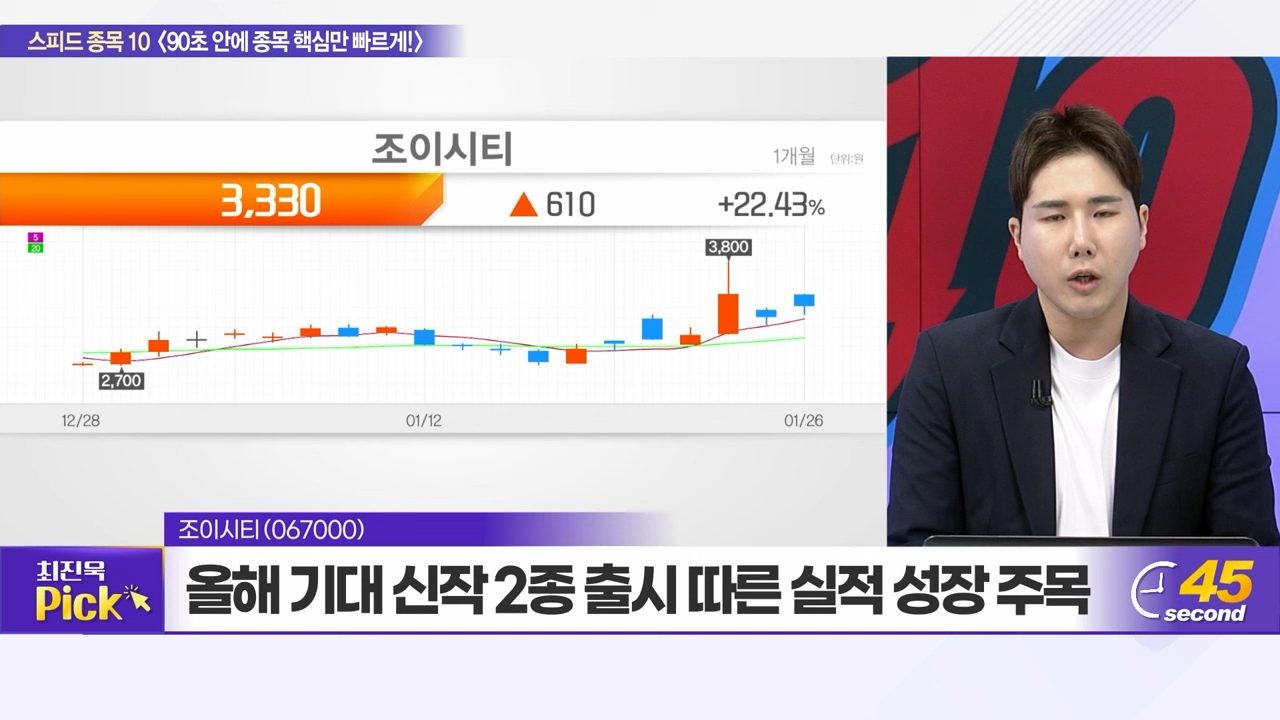 스피드 종목 10 〈90초 안에 종목 핵심만 빠르게!〉
조이시티
1개월 단위:원
3,330 ▲ 610 +22.43%
5
20
3,800
2,700
12/28 01/12 01/26
조이시티(067000)
최진욱
Pick
올해 기대 신작 2종 출시 따른 실적 성장 주목
45
second
10